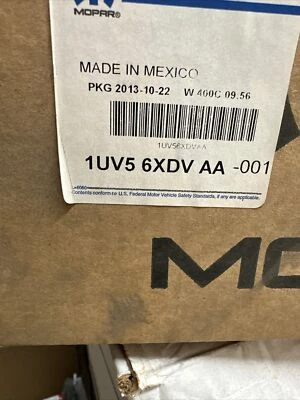 MOPAR®
MADE IN MEXICO
PKG 2013-10-22 W 400C 09.56
1UV56XDVAA
1UV5 6XDV AA -001
Contents conform to U.S. Federal Motor Vehicle Safety Standards, if any are applicable.
MO